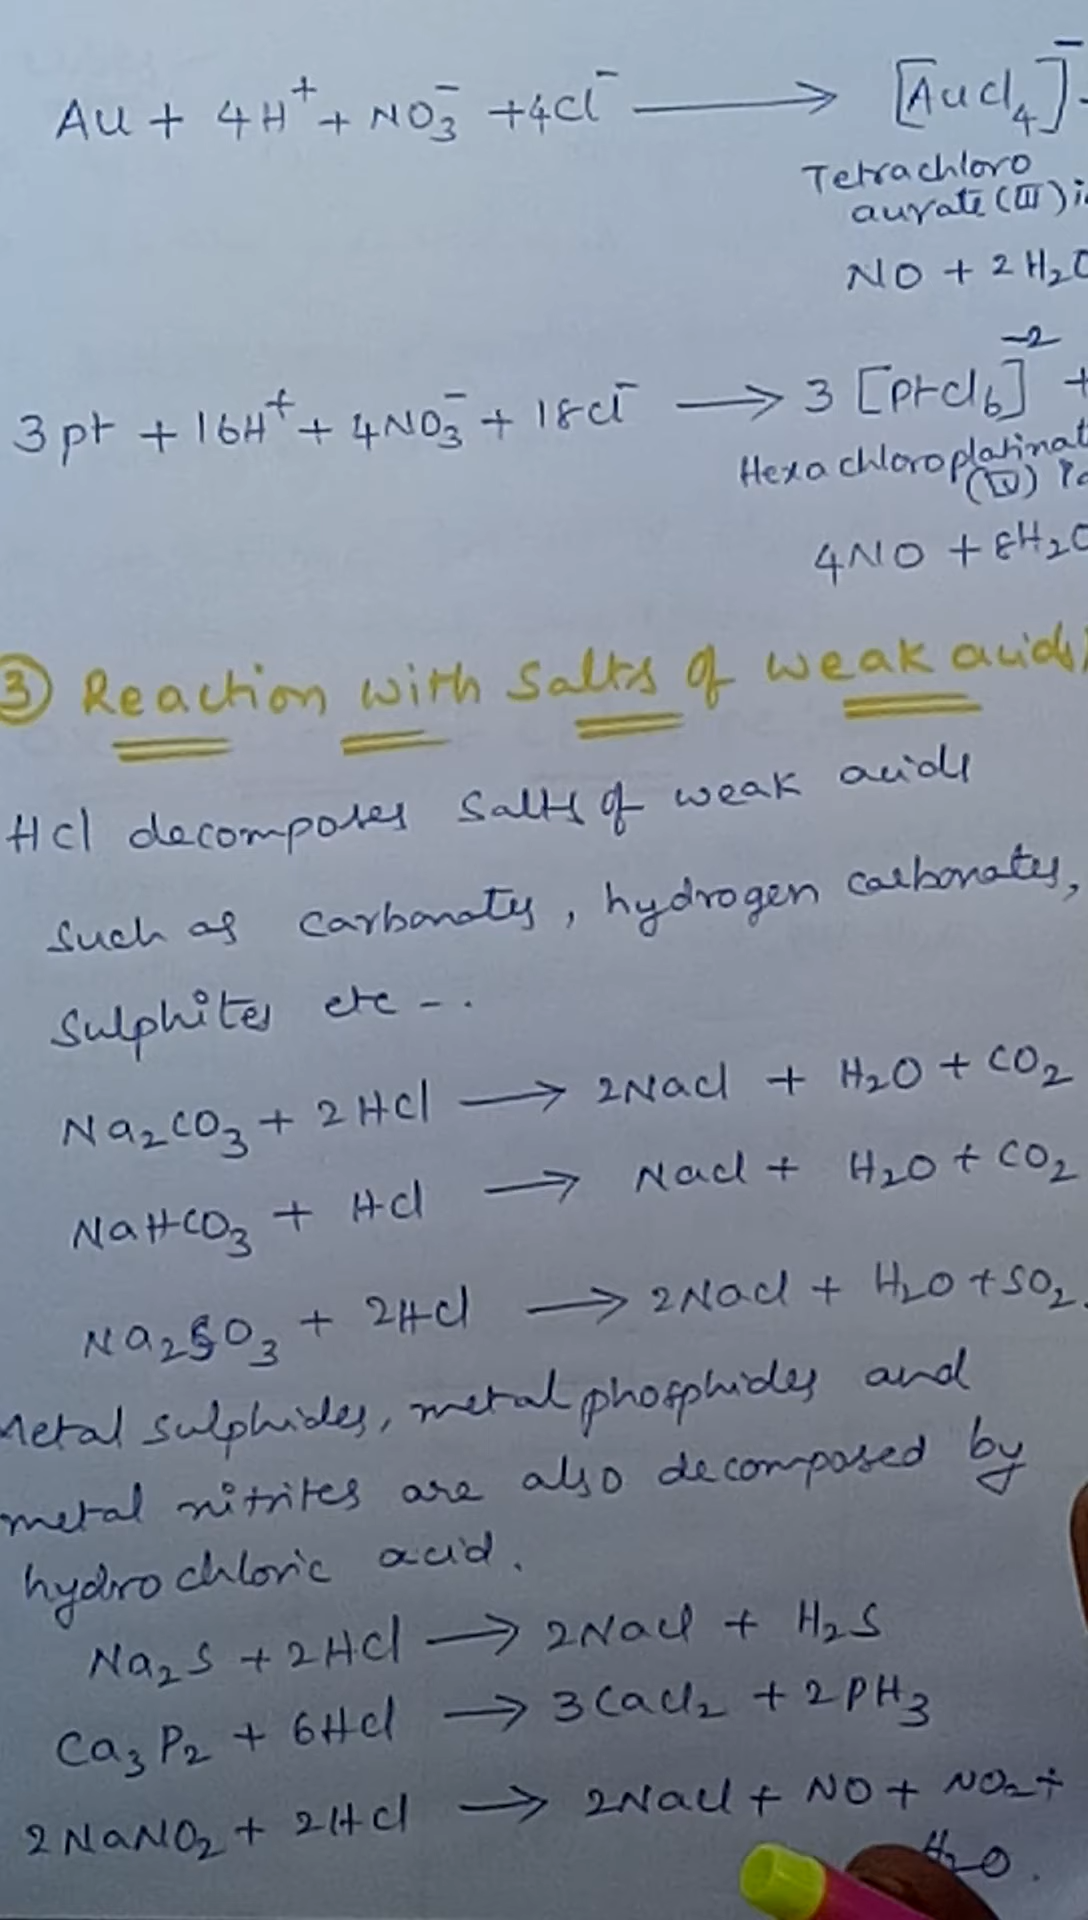 Au + 4H⁺ + NO₃⁻ + 4Cl⁻ ⟶ [AuCl₄]⁻
Tetrachloro
aurate (III) i
NO + 2H₂O
3pt + 16H⁺ + 4NO₃⁻ + 18Cl⁻ ⟶ 3 [PtCl₆]⁻² +
Hexachloroplatinat
(IV) io
4NO + 8H₂O
③ Reaction with salts of weak acids
HCl decomposes salts of weak acids
such as carbonates, hydrogen carbonates,
sulphites etc - .
Na₂CO₃ + 2HCl ⟶ 2NaCl + H₂O + CO₂
NaHCO₃ + HCl ⟶ NaCl + H₂O + CO₂
Na₂SO₃ + 2HCl ⟶ 2NaCl + H₂O + SO₂.
Metal sulphides, metal phosphides and
metal nitrites are also decomposed by
hydrochloric acid.
Na₂S + 2HCl ⟶ 2NaCl + H₂S
Ca₃P₂ + 6HCl ⟶ 3CaCl₂ + 2PH₃
2NaNO₂ + 2HCl ⟶ 2NaCl + NO + NO₂ +
H₂O.